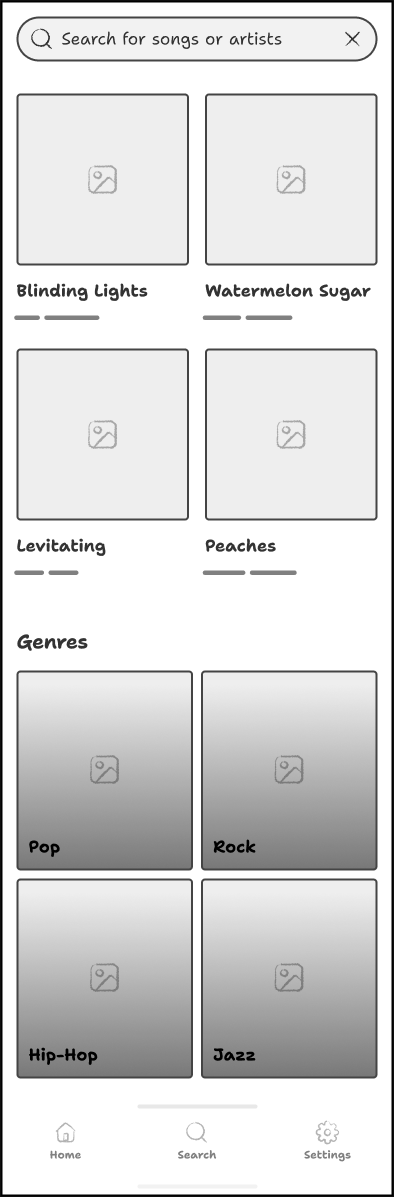 Search for songs or artists
Blinding Lights
Watermelon Sugar
Levitating
Peaches
Genres
Pop
Rock
Hip-Hop
Jazz
Home
Search
Settings